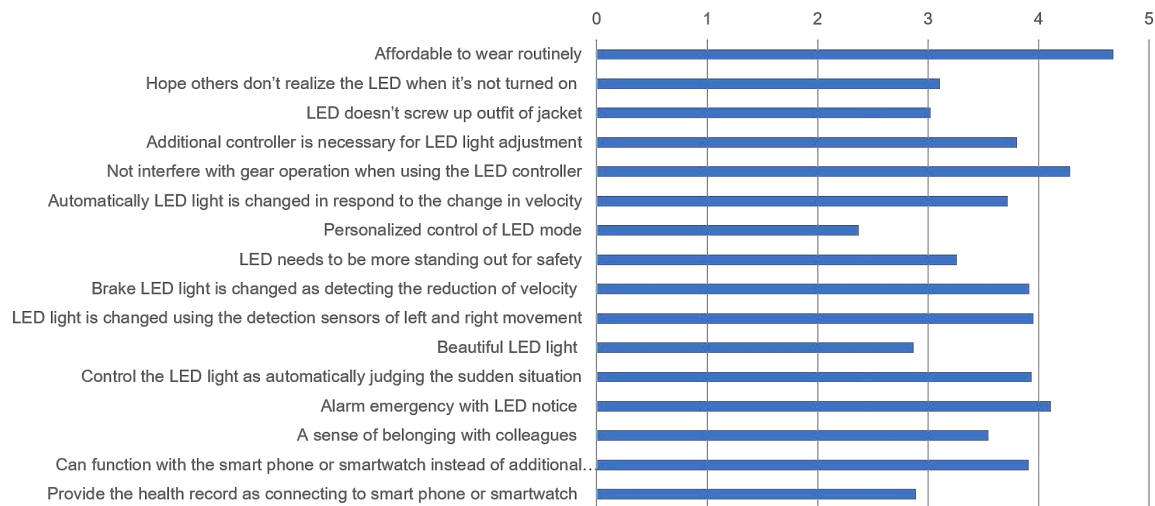 0 1 2 3 4 5
Affordable to wear routinely
Hope others don’t realize the LED when it’s not turned on
LED doesn’t screw up outfit of jacket
Additional controller is necessary for LED light adjustment
Not interfere with gear operation when using the LED controller
Automatically LED light is changed in respond to the change in velocity
Personalized control of LED mode
LED needs to be more standing out for safety
Brake LED light is changed as detecting the reduction of velocity
LED light is changed using the detection sensors of left and right movement
Beautiful LED light
Control the LED light as automatically judging the sudden situation
Alarm emergency with LED notice
A sense of belonging with colleagues
Can function with the smart phone or smartwatch instead of additional…
Provide the health record as connecting to smart phone or smartwatch